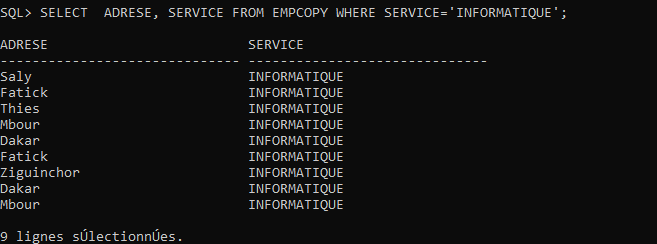 SQL> SELECT  ADRESE, SERVICE FROM EMPCOPY WHERE SERVICE='INFORMATIQUE';
ADRESE                         SERVICE
------------------------------ ------------------------------
Saly                           INFORMATIQUE
Fatick                         INFORMATIQUE
Thies                          INFORMATIQUE
Mbour                          INFORMATIQUE
Dakar                          INFORMATIQUE
Fatick                         INFORMATIQUE
Ziguinchor                     INFORMATIQUE
Dakar                          INFORMATIQUE
Mbour                          INFORMATIQUE
9 lignes sÚlectionnÚes.